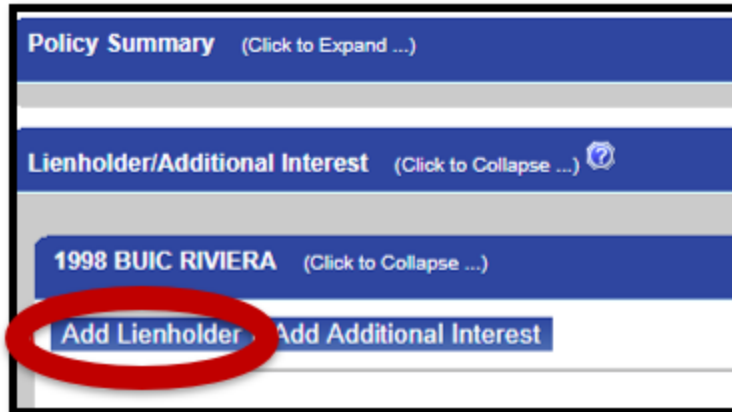 Policy Summary (Click to Expand ...)
Lienholder/Additional Interest (Click to Collapse ...) ?
1998 BUIC RIVIERA (Click to Collapse ...)
Add Lienholder Add Additional Interest